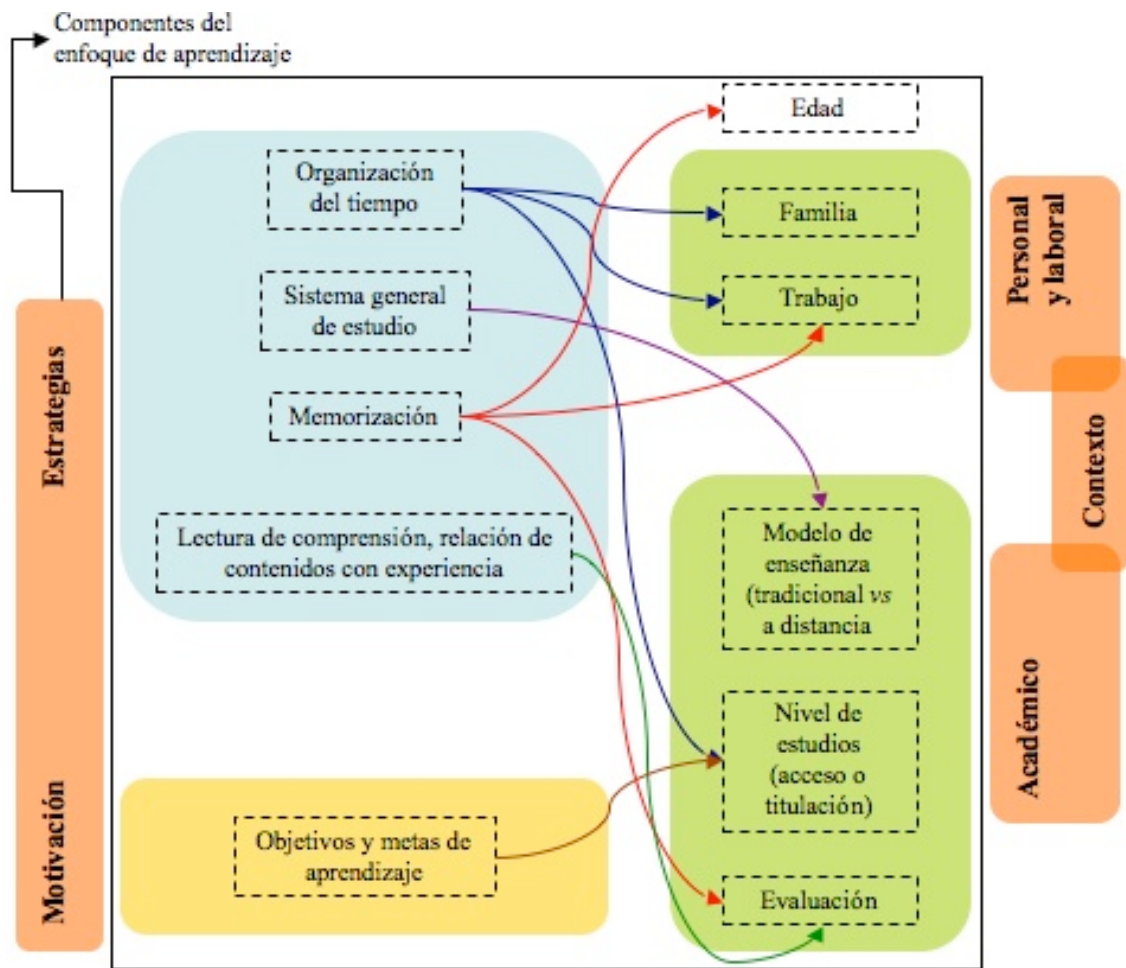 Componentes del
enfoque de aprendizaje
Estrategias
Motivación
Organización
del tiempo
Sistema general
de estudio
Memorización
Lectura de comprensión, relación de
contenidos con experiencia
Objetivos y metas de
aprendizaje
Edad
Familia
Trabajo
Modelo de
enseñanza
(tradicional vs
a distancia
Nivel de
estudios
(acceso o
titulación)
Evaluación
Personal
y laboral
Contexto
Académico